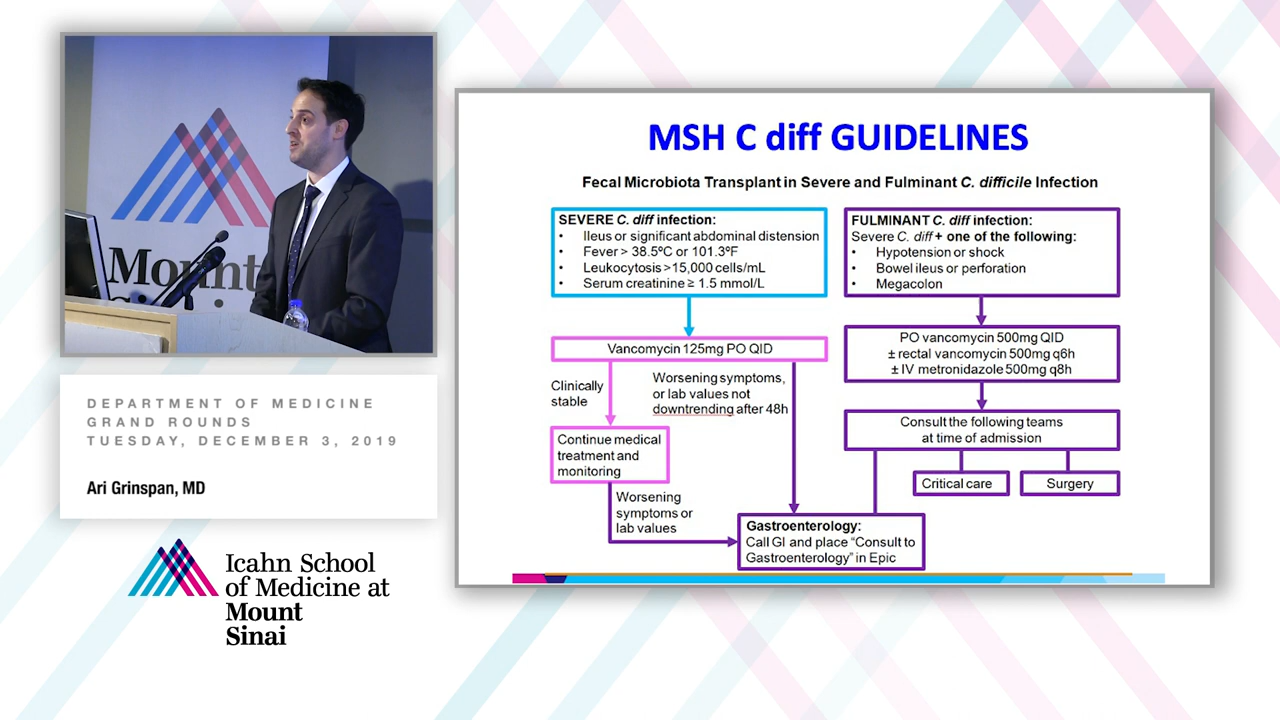 Mount
Sinai
DEPARTMENT OF MEDICINE
GRAND ROUNDS
TUESDAY, DECEMBER 3, 2019
Ari Grinspan, MD
Icahn School
of Medicine at
Mount
Sinai
MSH C diff GUIDELINES
Fecal Microbiota Transplant in Severe and Fulminant C. difficile Infection
SEVERE C. diff infection:
• Ileus or significant abdominal distension
• Fever > 38.5ºC or 101.3ºF
• Leukocytosis >15,000 cells/mL
• Serum creatinine ≥ 1.5 mmol/L
FULMINANT C. diff infection:
Severe C. diff + one of the following:
• Hypotension or shock
• Bowel ileus or perforation
• Megacolon
Vancomycin 125mg PO QID
PO vancomycin 500mg QID
± rectal vancomycin 500mg q6h
± IV metronidazole 500mg q8h
Clinically
stable
Worsening symptoms,
or lab values not
downtrending after 48h
Continue medical
treatment and
monitoring
Consult the following teams
at time of admission
Critical care
Surgery
Worsening
symptoms or
lab values
Gastroenterology:
Call GI and place “Consult to
Gastroenterology” in Epic